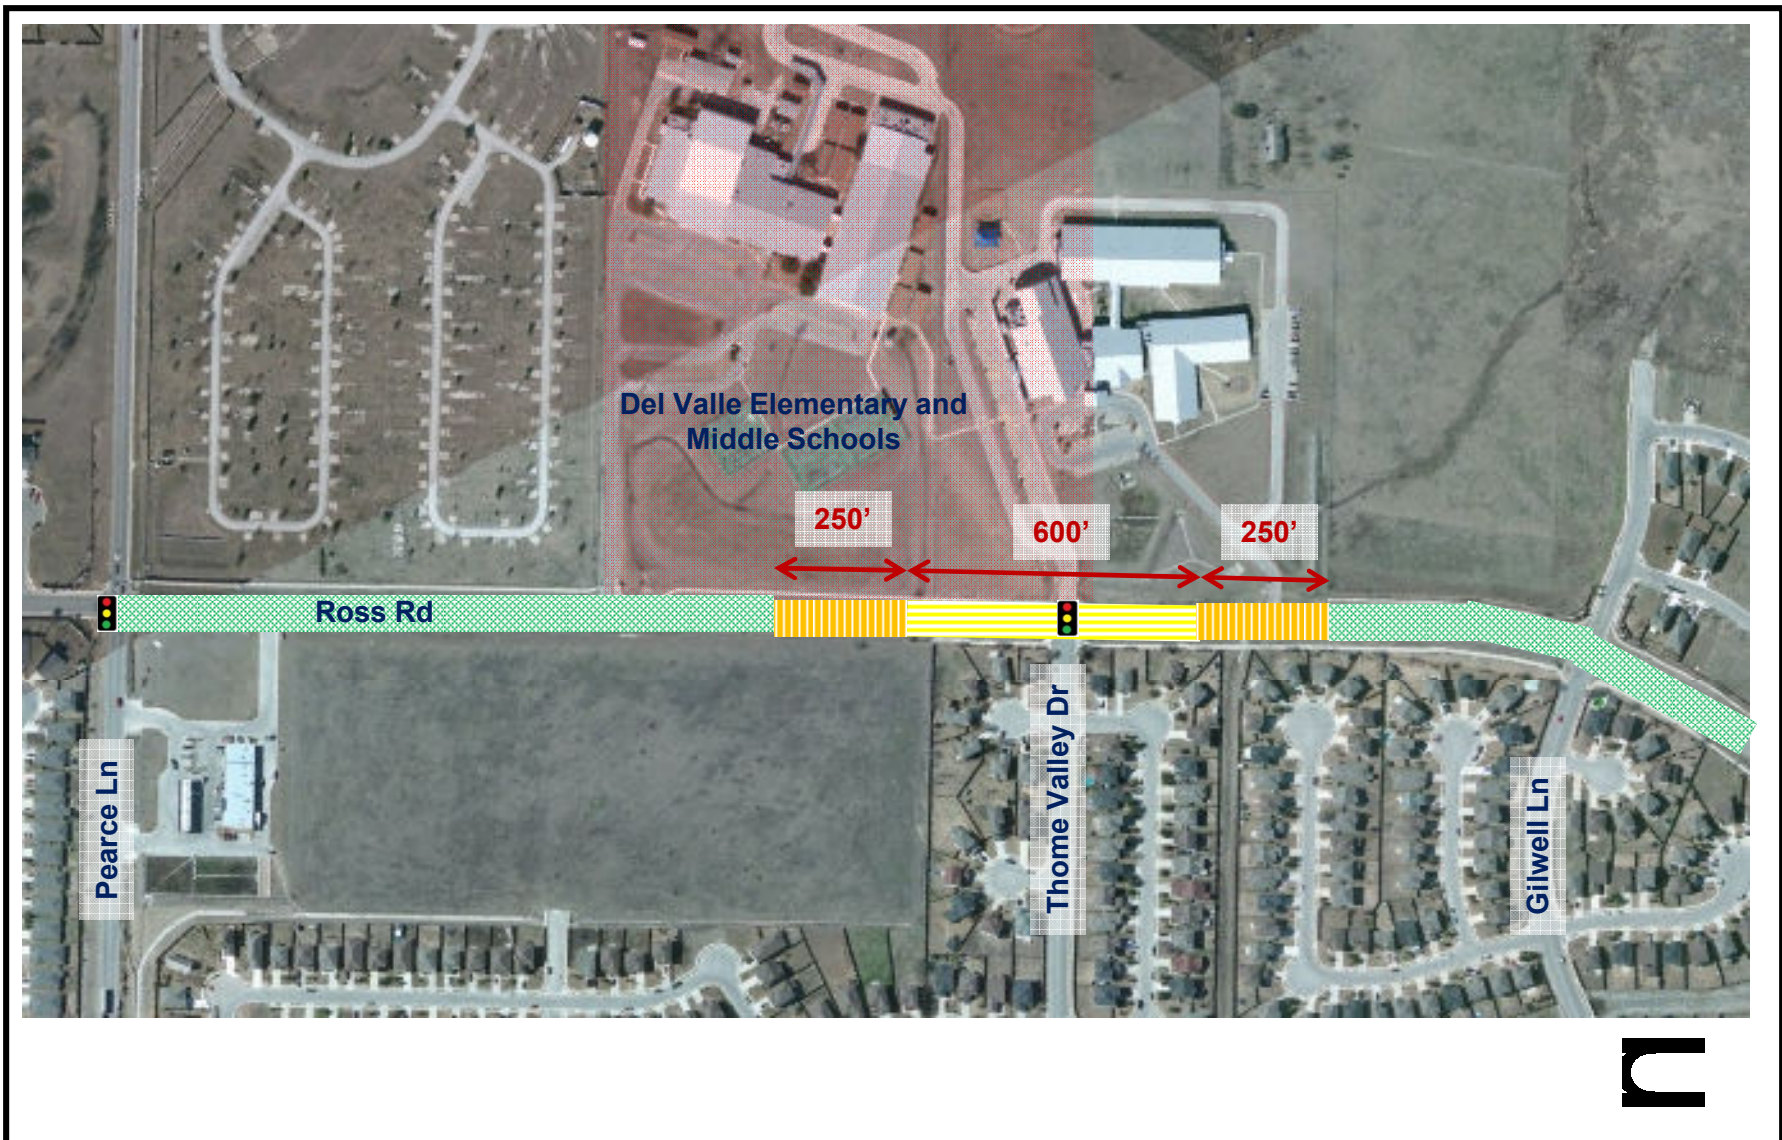 Del Valle Elementary and
Middle Schools
250’
600’
250’
Ross Rd
Pearce Ln
Thome Valley Dr
Gilwell Ln